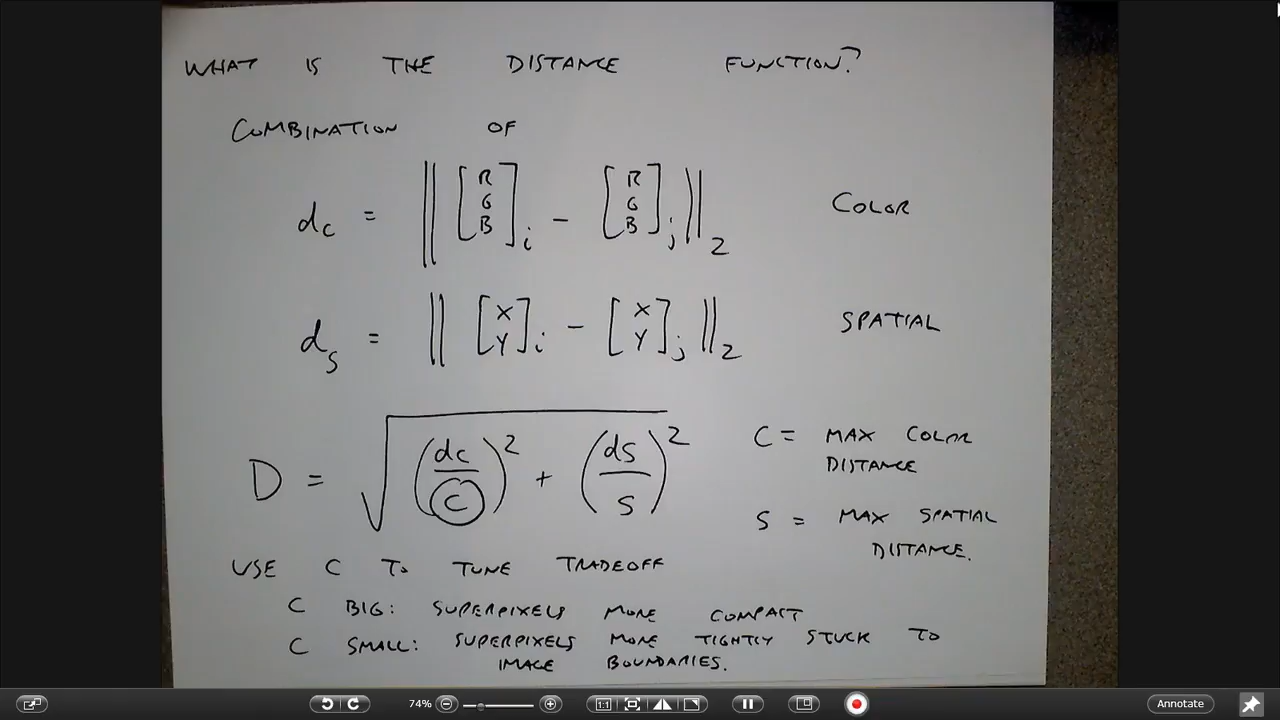 WHAT IS THE DISTANCE FUNCTION?
COMBINATION OF
dc = || [R G B]i - [R G B]j ||2 COLOR
ds = || [X Y]i - [X Y]j ||2 SPATIAL
D = √ (dc/C)2 + (ds/S)2
C = MAX COLOR
DISTANCE
S = MAX SPATIAL
DISTANCE.
USE C TO TUNE TRADEOFF
C BIG: SUPERPIXELS MORE COMPACT
C SMALL: SUPERPIXELS MORE TIGHTLY STUCK TO
IMAGE BOUNDARIES.
74% 1:1 Annotate